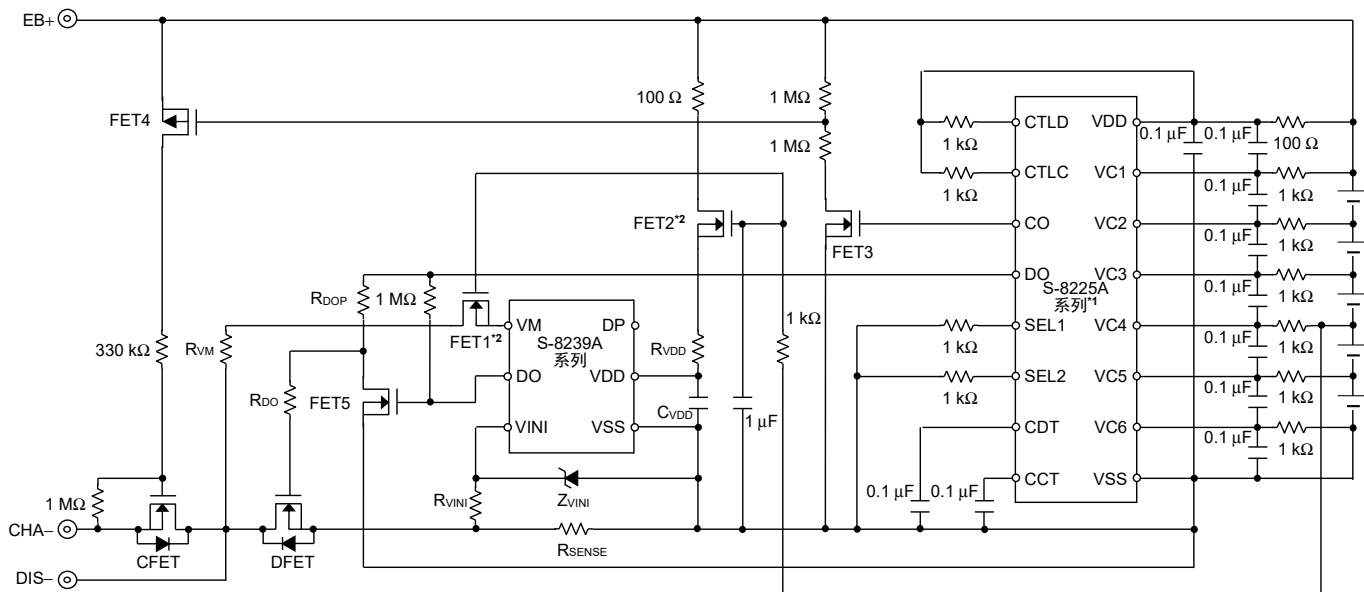 EB+
FET4
330 kΩ
1 MΩ
CHA−
CFET
DIS−
RVM
RDO
DFET
RDOP
1 MΩ
FET5
FET1*2
VM
DP
S-8239A
系列
DO
VDD
VINI
VSS
RVINI
ZVINI
RSENSE
100 Ω
FET2*2
RVDD
CVDD
1 μF
1 kΩ
1 MΩ
1 MΩ
FET3
1 kΩ
1 kΩ
1 kΩ
1 kΩ
0.1 μF
0.1 μF
CTLD
VDD
CTLC
VC1
CO
VC2
DO
VC3
S-8225A
系列*1
SEL1
VC4
SEL2
VC5
CDT
VC6
CCT
VSS
0.1 μF
0.1 μF
100 Ω
0.1 μF
1 kΩ
0.1 μF
1 kΩ
0.1 μF
1 kΩ
0.1 μF
1 kΩ
0.1 μF
1 kΩ
0.1 μF
1 kΩ